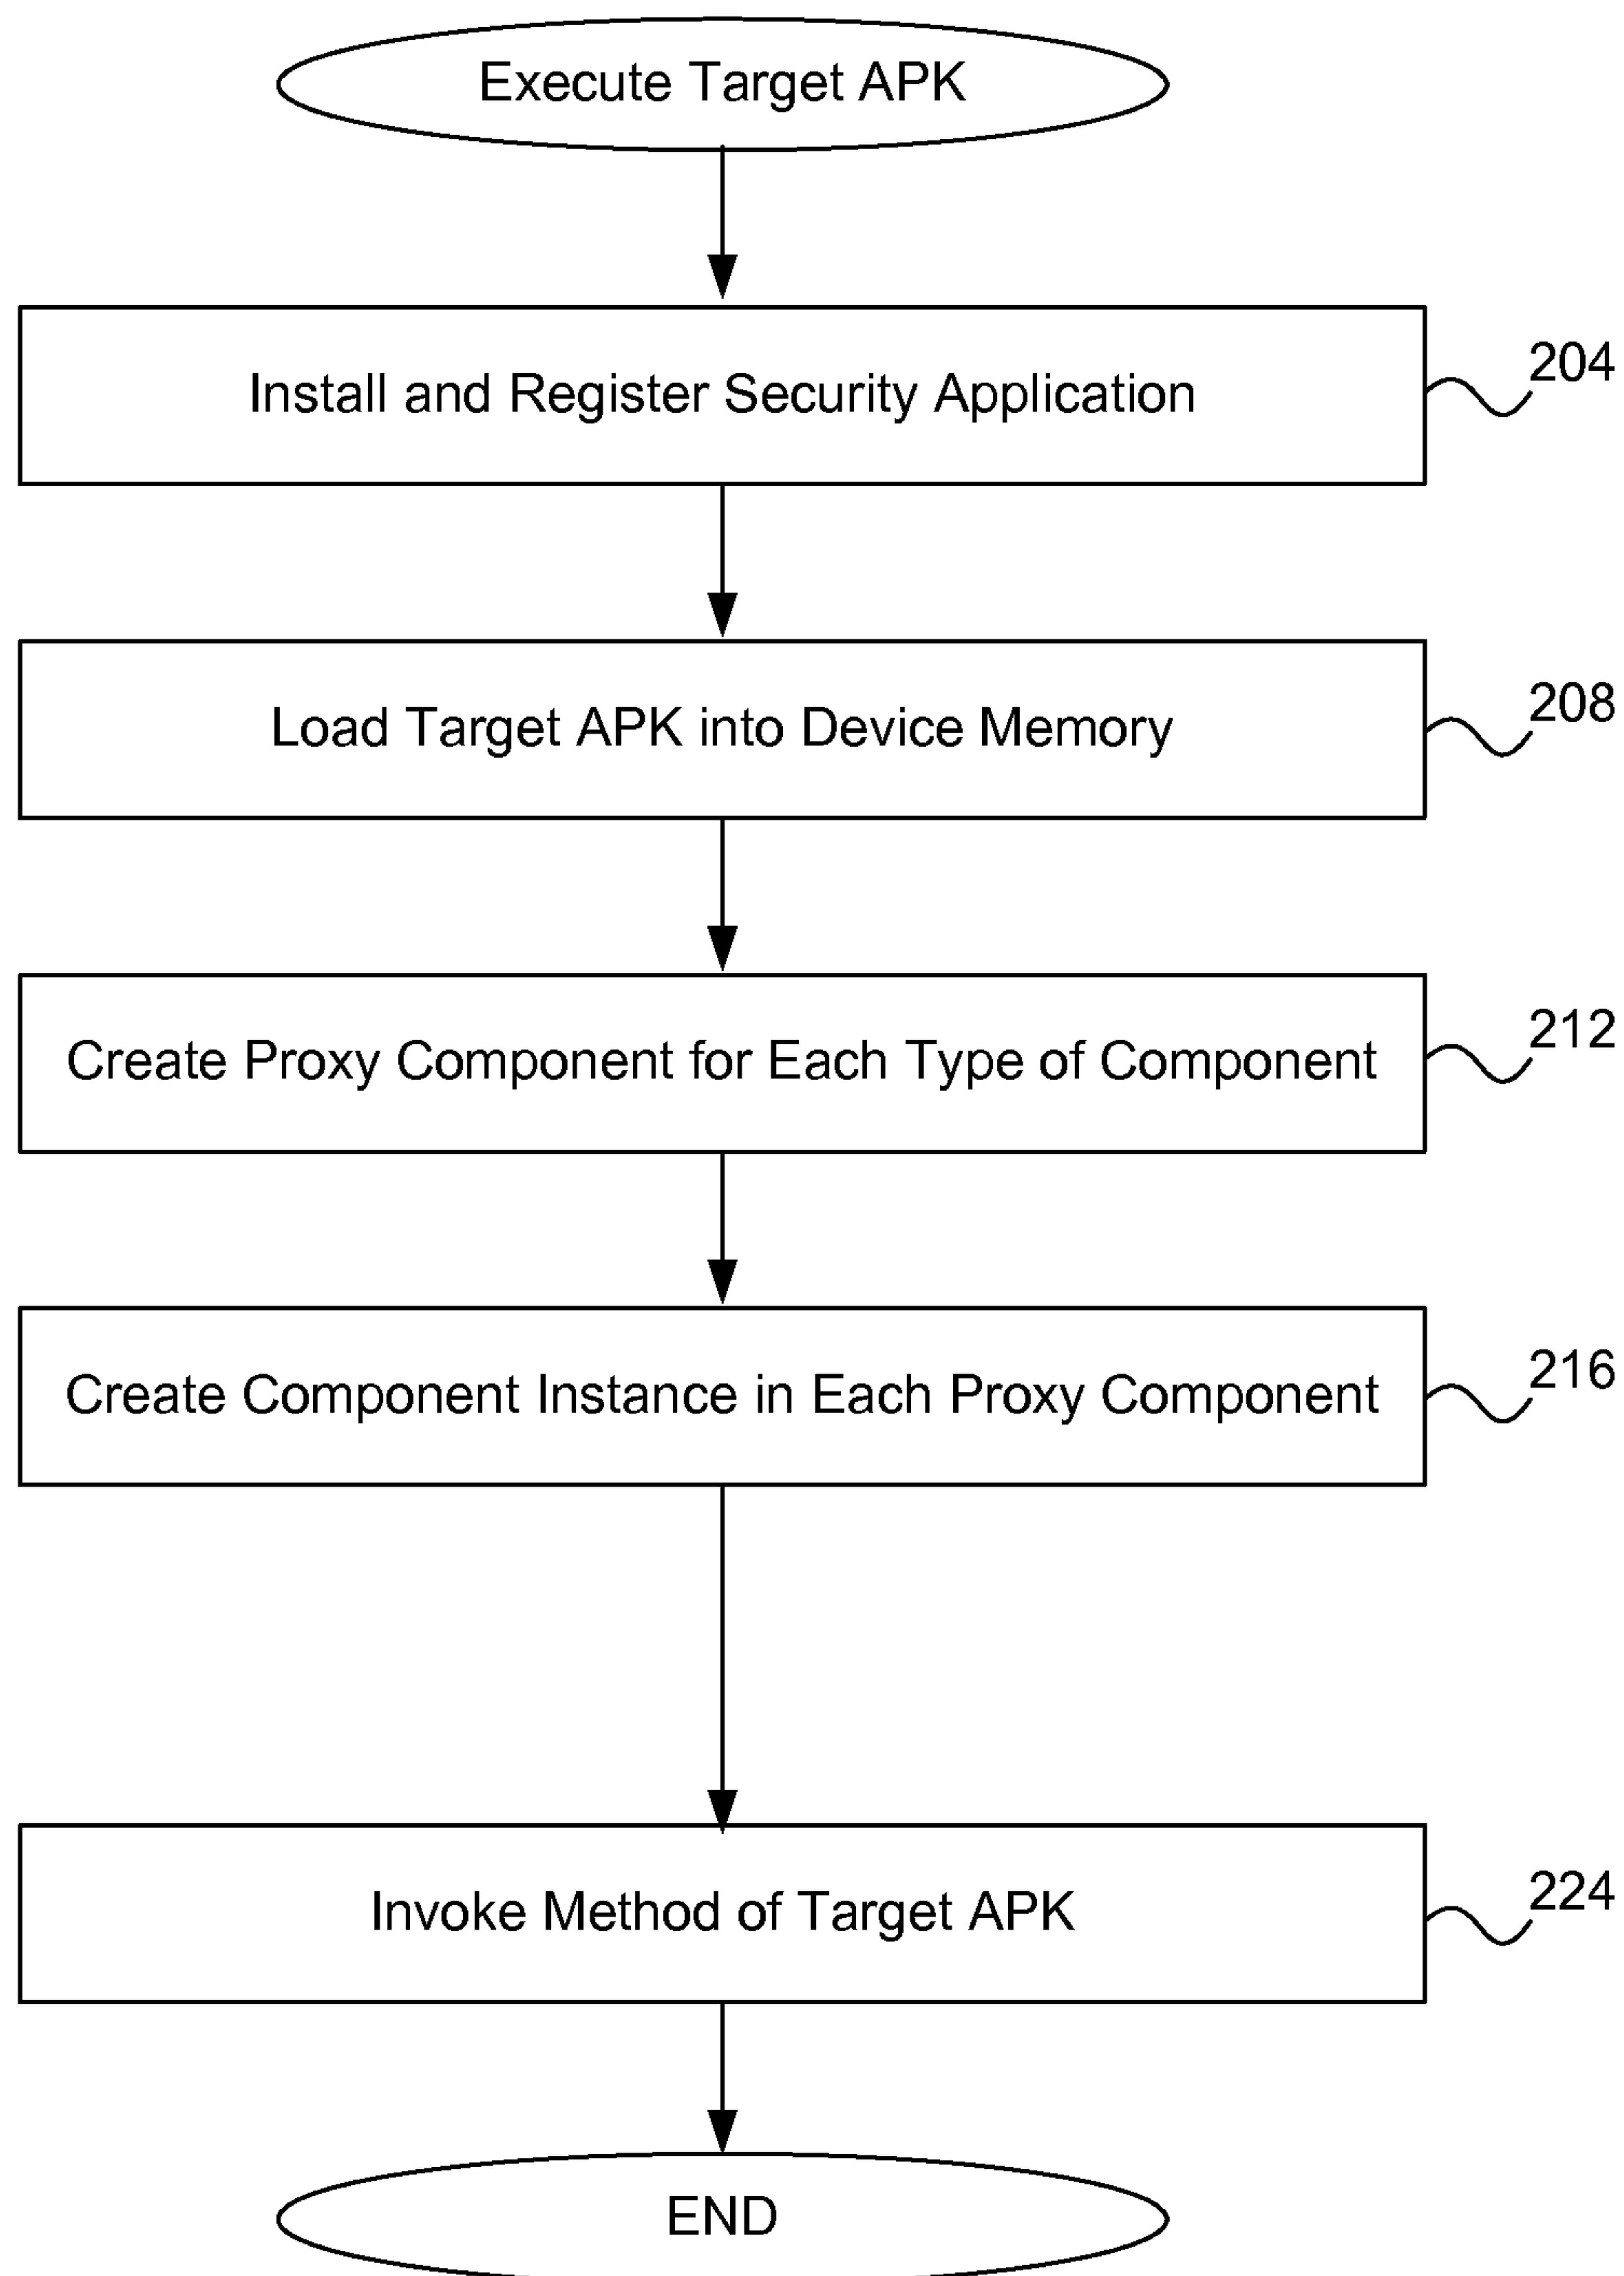 Execute Target APK
Install and Register Security Application
204
Load Target APK into Device Memory
208
Create Proxy Component for Each Type of Component
212
Create Component Instance in Each Proxy Component
216
Invoke Method of Target APK
224
END